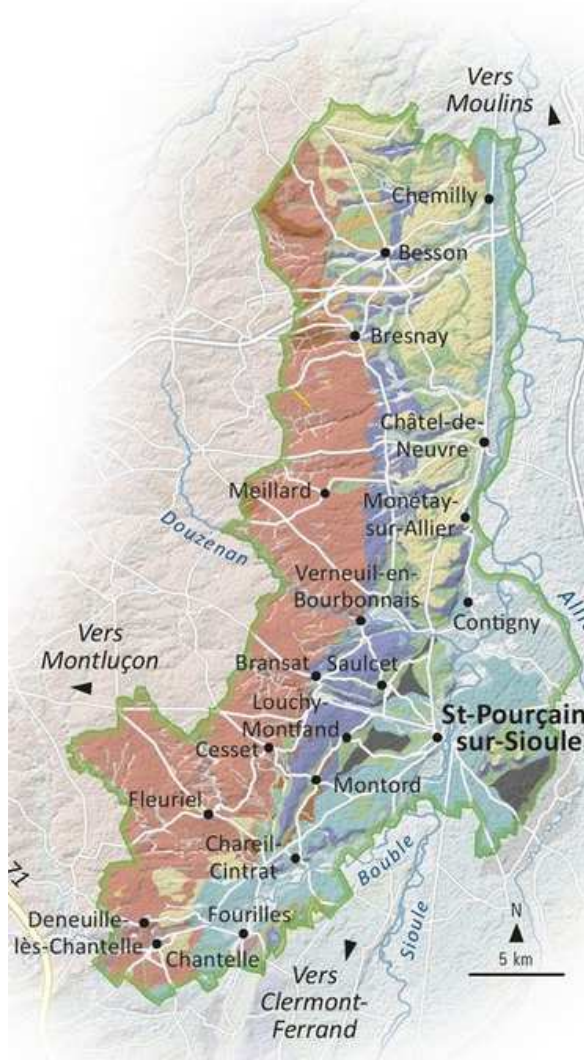 Vers
Moulins
Chemilly
Besson
Bresnay
Châtel-de-
Neuvre
Meillard
Monétay-
sur-Allier
Douzenan
Verneuil-en-
Bourbonnais
Contigny
Alli
Vers
Montluçon
Bransat
Saulcet
Louchy-
Montfand
St-Pourçain
sur-Sioule
Cesset
Montord
Fleuriel
Chareil-
Cintrat
Bouble
71
Sioule
Deneuille-
lès-Chantelle
Fourilles
Chantelle
N
5 km
Vers
Clermont-
Ferrand